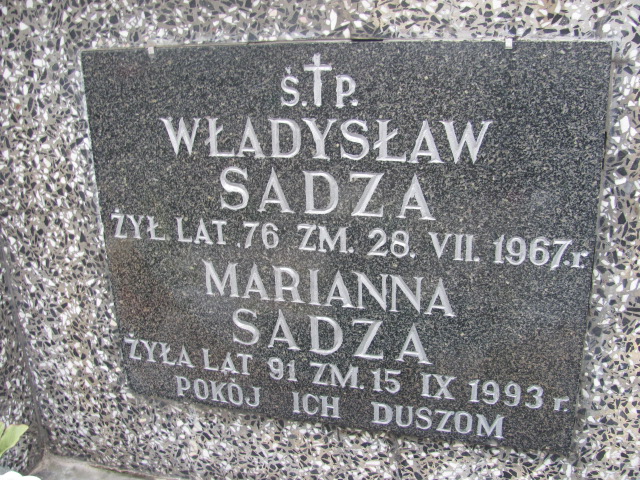 Ś.†P.
WŁADYSŁAW
SADZA
ŻYŁ LAT 76 ZM. 28. VII. 1967 r.
MARIANNA
SADZA
ŻYŁA LAT 91 ZM. 15 IX 1993 r.
POKÓJ ICH DUSZOM